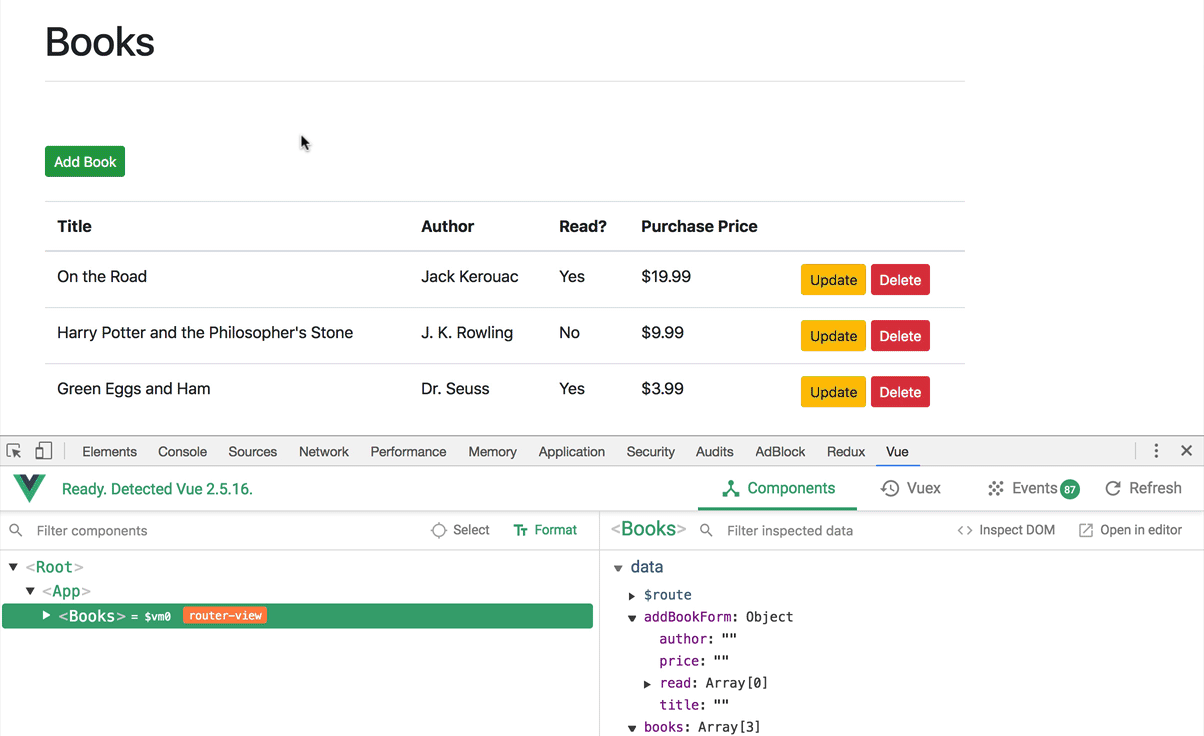 Books
Add Book
Title Author Read? Purchase Price
On the Road Jack Kerouac Yes $19.99 Update Delete
Harry Potter and the Philosopher's Stone J. K. Rowling No $9.99 Update Delete
Green Eggs and Ham Dr. Seuss Yes $3.99 Update Delete
Elements Console Sources Network Performance Memory Application Security Audits AdBlock Redux Vue
Ready. Detected Vue 2.5.16. Components Vuex Events 87 Refresh
Filter components Select Format <Books> Filter inspected data Inspect DOM Open in editor
<Root>
<App>
<Books> = $vm0 router-view
data
$route
addBookForm: Object
author: ""
price: ""
read: Array[0]
title: ""
books: Array[3]